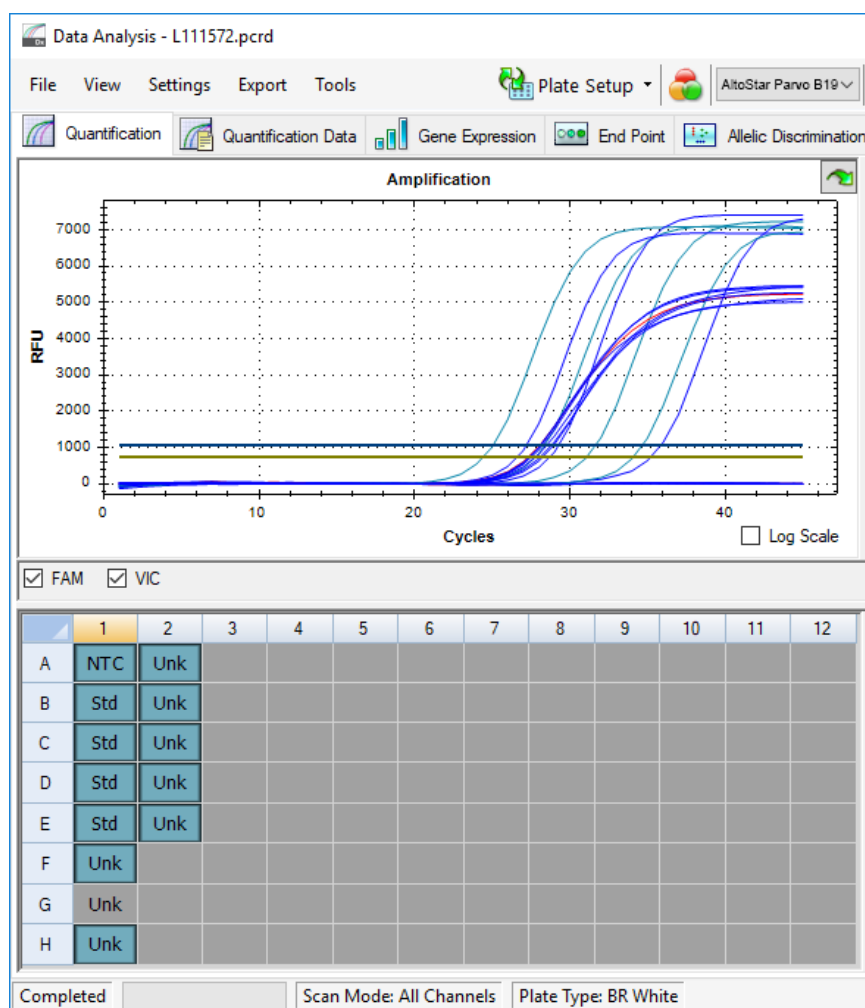 Data Analysis - L111572.pcrd
File View Settings Export Tools Plate Setup AltoStar Parvo B19
Quantification Quantification Data Gene Expression End Point Allelic Discrimination
Amplification
7000
6000
5000
4000
3000
2000
1000
0
RFU
0 10 20 30 40
Cycles
Log Scale
FAM VIC
1 2 3 4 5 6 7 8 9 10 11 12
A NTC Unk
B Std Unk
C Std Unk
D Std Unk
E Std Unk
F Unk
G Unk
H Unk
Completed Scan Mode: All Channels Plate Type: BR White